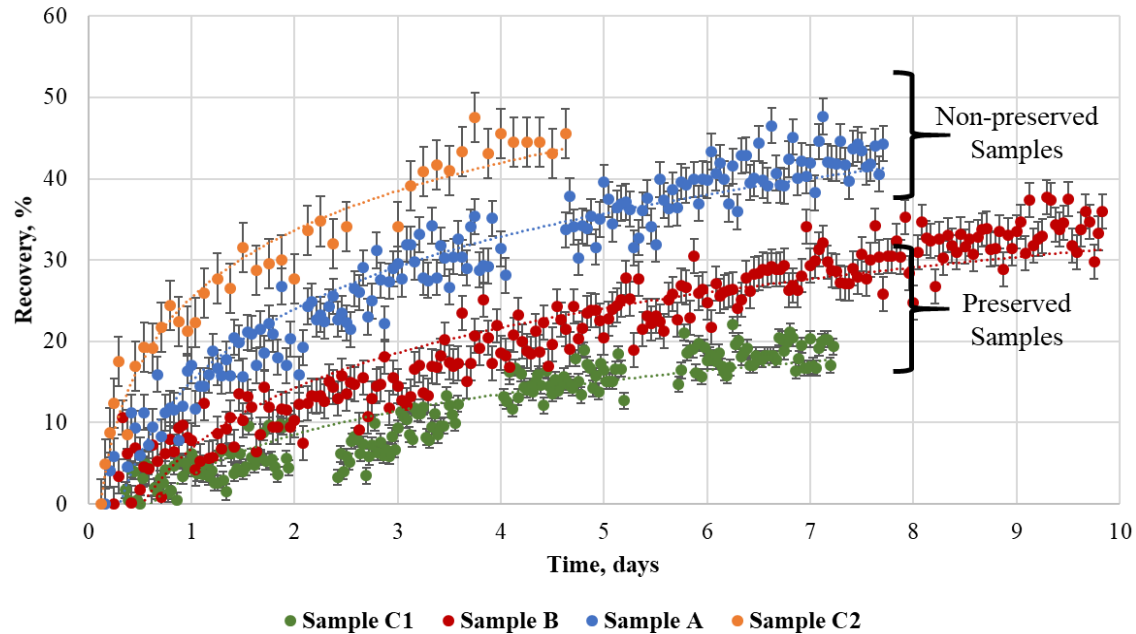 60
50
40
30
20
10
0
Recovery, %
Non-preserved
Samples
Preserved
Samples
0 1 2 3 4 5 6 7 8 9 10
Time, days
Sample C1 Sample B Sample A Sample C2